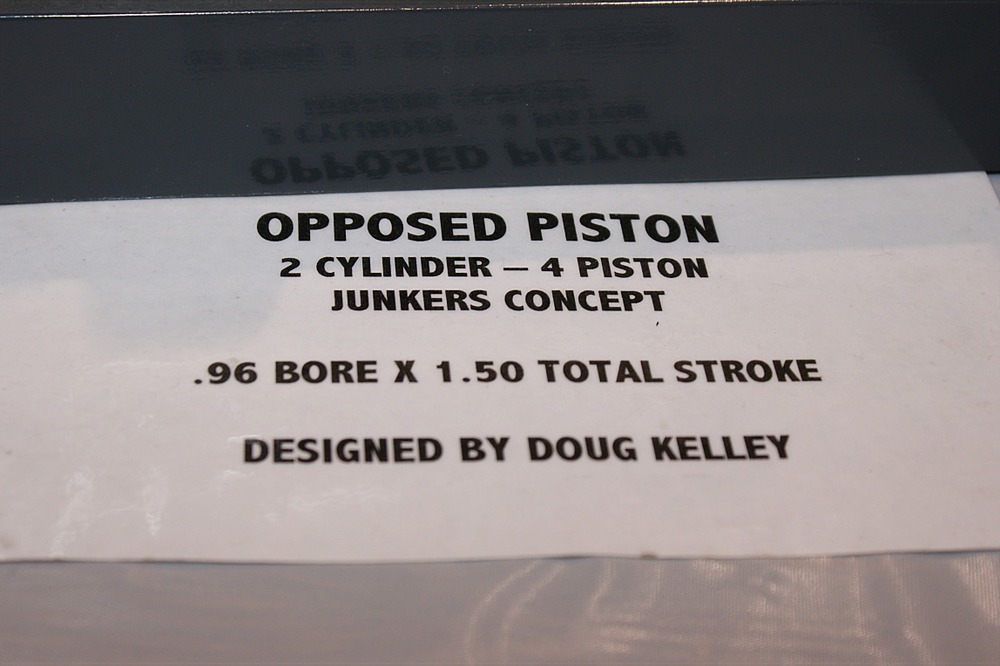 OPPOSED PISTON
2 CYLINDER – 4 PISTON
JUNKERS CONCEPT
.96 BORE X 1.50 TOTAL STROKE
DESIGNED BY DOUG KELLEY